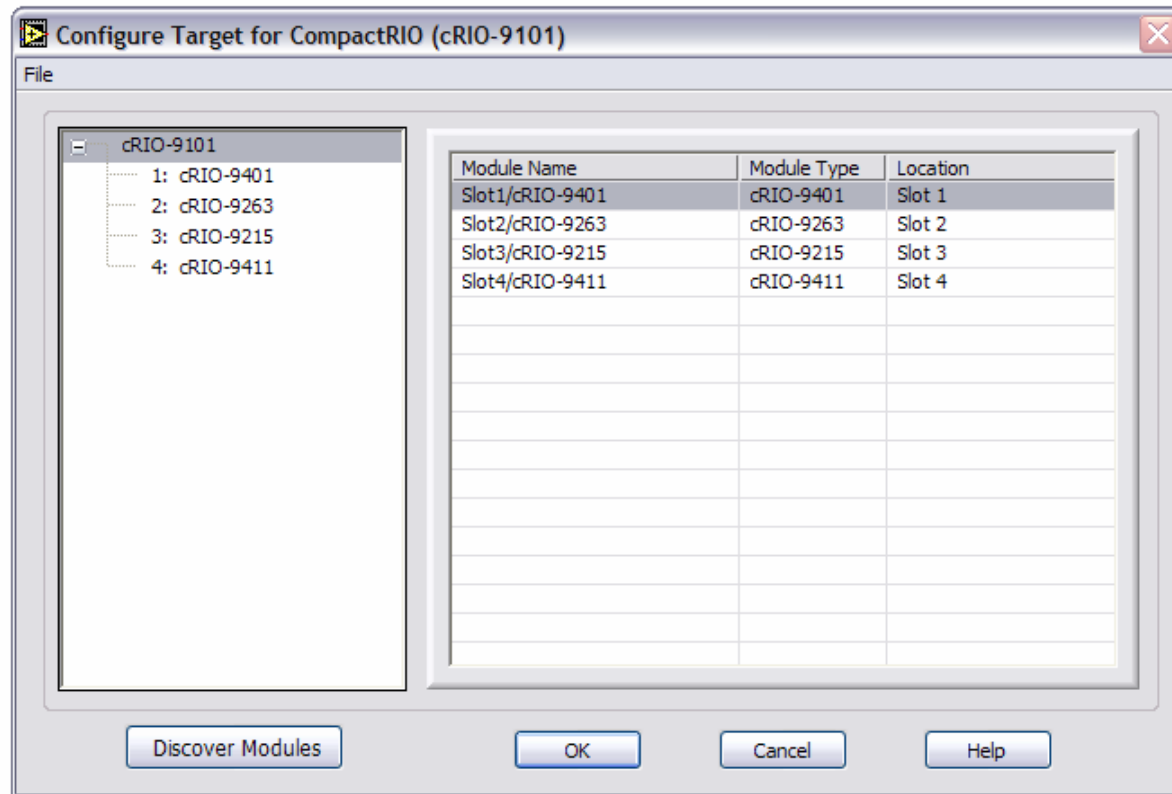 Configure Target for CompactRIO (cRIO-9101)
File
cRIO-9101
1: cRIO-9401
2: cRIO-9263
3: cRIO-9215
4: cRIO-9411
Module Name Module Type Location
Slot1/cRIO-9401 cRIO-9401 Slot 1
Slot2/cRIO-9263 cRIO-9263 Slot 2
Slot3/cRIO-9215 cRIO-9215 Slot 3
Slot4/cRIO-9411 cRIO-9411 Slot 4
Discover Modules OK Cancel Help